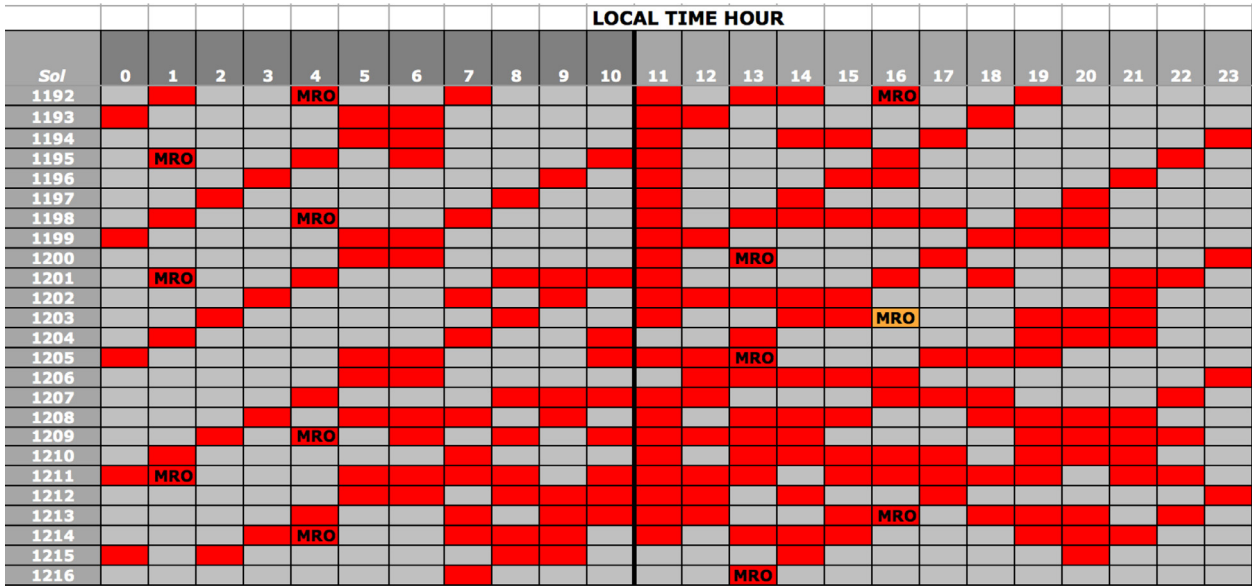 LOCAL TIME HOUR
Sol 0 1 2 3 4 5 6 7 8 9 10 11 12 13 14 15 16 17 18 19 20 21 22 23
1192 MRO MRO
1193
1194
1195 MRO
1196
1197
1198 MRO
1199
1200 MRO
1201 MRO
1202
1203 MRO
1204
1205 MRO
1206
1207
1208
1209 MRO
1210
1211 MRO
1212
1213 MRO
1214 MRO
1215
1216 MRO